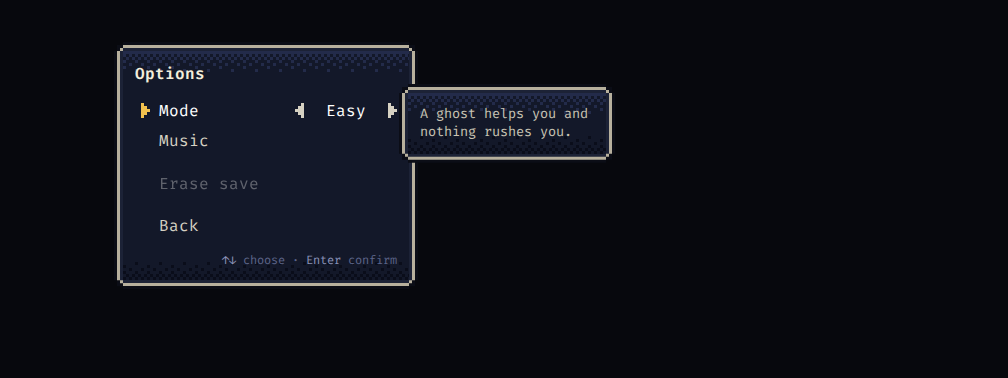 Options
Mode Easy
A ghost helps you and
nothing rushes you.
Music
Erase save
Back
↑↓ choose · Enter confirm